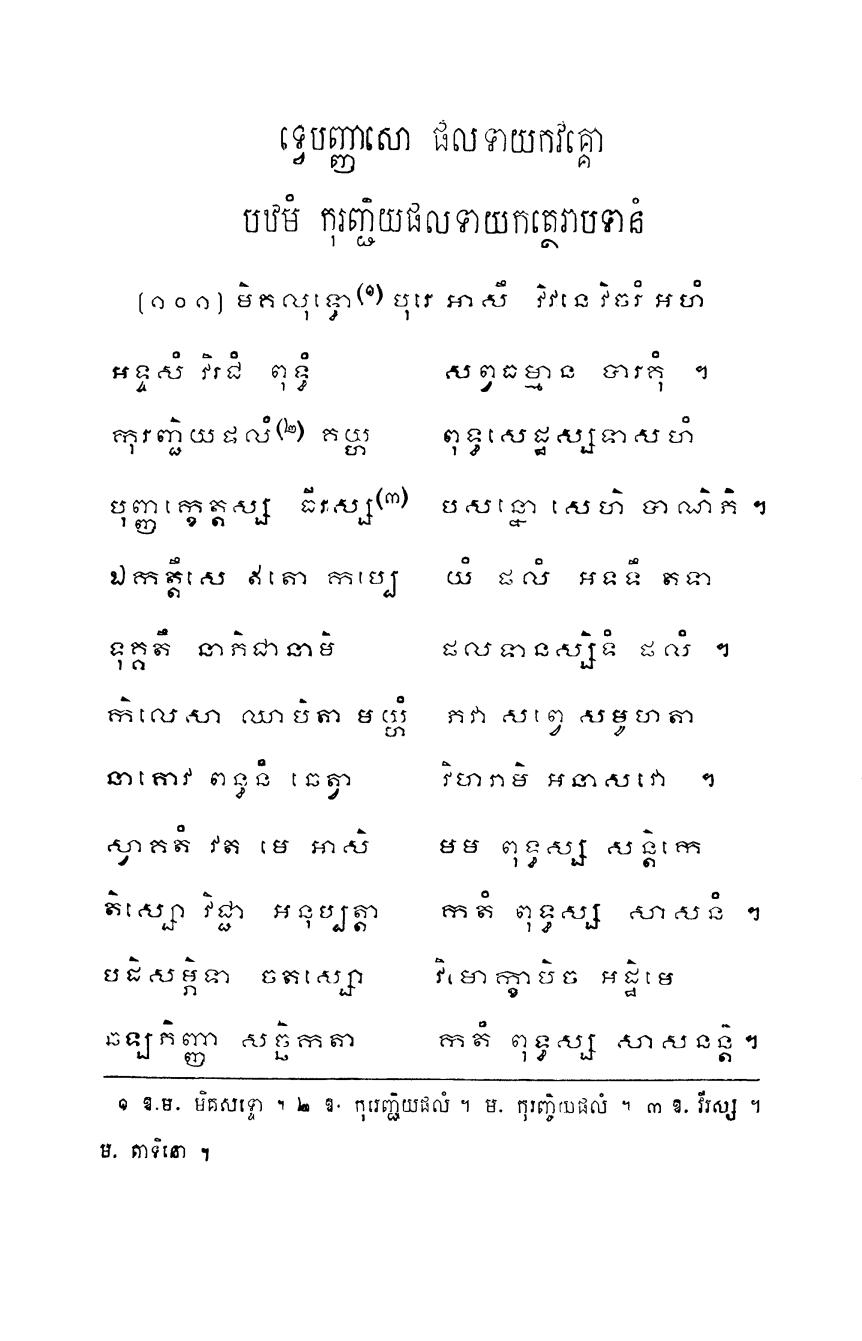 ទ្វេបញ្ញាសោ ផលទាយកវគ្គោ
បឋមំ កុរញ្ជិយផលទាយកត្ថេរាបទានំ
(១០១) មិគលុទ្ធោ(១) បុរេ អាសឹ វិវនេ វិចរំ អហំ
អទ្ទសំ វិរជំ ពុទ្ធំ សព្វធម្មាន បារគុំ ។
កុរញ្ជិយផលំ(២) គយ្ហ ពុទ្ធសេដ្ឋស្សទាសហំ
បុញ្ញក្ខេត្តស្ស ធីរស្ស(៣) បសន្នោ សេហិ បាណិភិ ។
ឯកត្តឹសេ ឥតោ កប្បេ យំ ផលំ អទទឹ តទា
ទុគ្គតឹ នាភិជានាមិ ផលទានស្សិទំ ផលំ ។
កិលេសា ឈាបិតា មយ្ហំ ភវា សព្វេ សមូហតា
នាគោវ ពន្ធនំ ឆេត្វា វិហរាមិ អនាសវោ ។
ស្វាគតំ វត មេ អាសិ មម ពុទ្ធស្ស សន្តិកេ
តិស្សោ វិជ្ជា អនុប្បត្តា កតំ ពុទ្ធស្ស សាសនំ ។
បដិសម្ភិទា ចតស្សោ វិមោក្ខាបិច អដ្ឋិមេ
ឆឡភិញ្ញា សច្ឆិកតា កតំ ពុទ្ធស្ស សាសនន្តិ ។
១ ឱ.ម. មិគសទ្ទោ ។ ២ ឱ. កុរេញ្ជិយផលំ ។ ម. កុរញ្ចិយផលំ ។ ៣ ឱ. វីរស្ស ។
ម. តាទិនោ ។